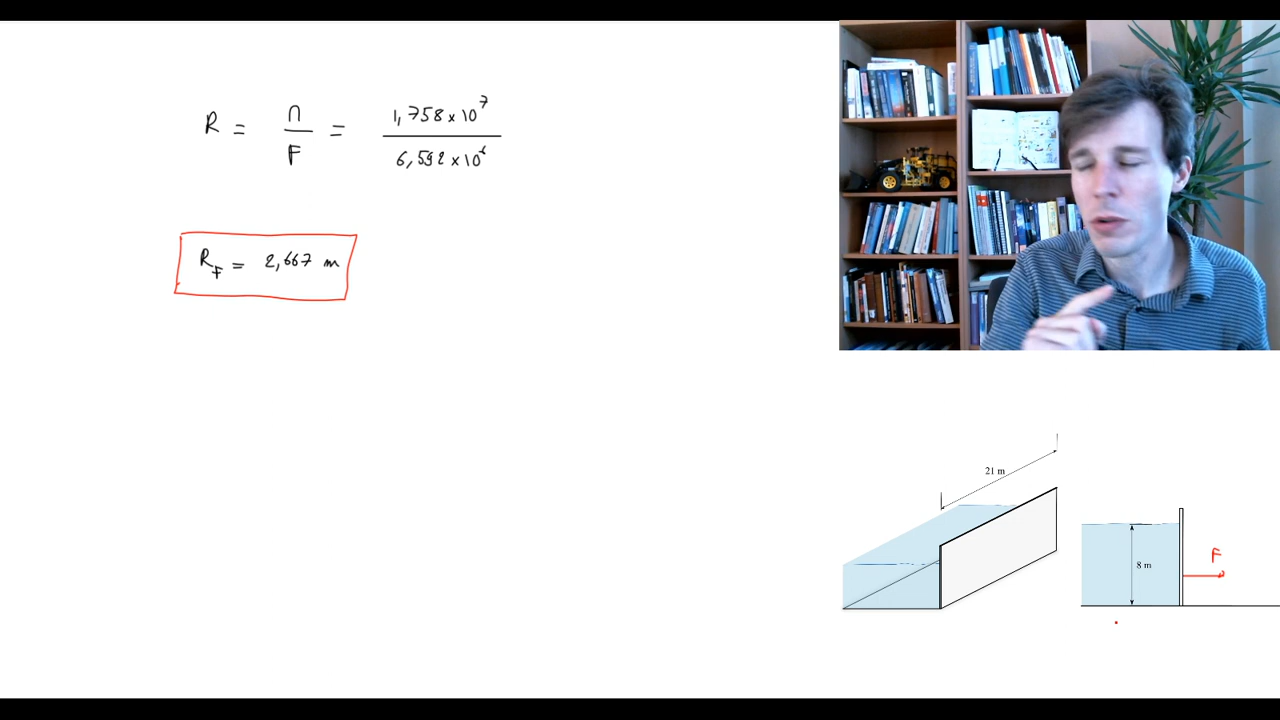 R = M / F = 1,758 × 10⁷ / 6,592 × 10⁶
R_F = 2,667 m
21 m
8 m
F